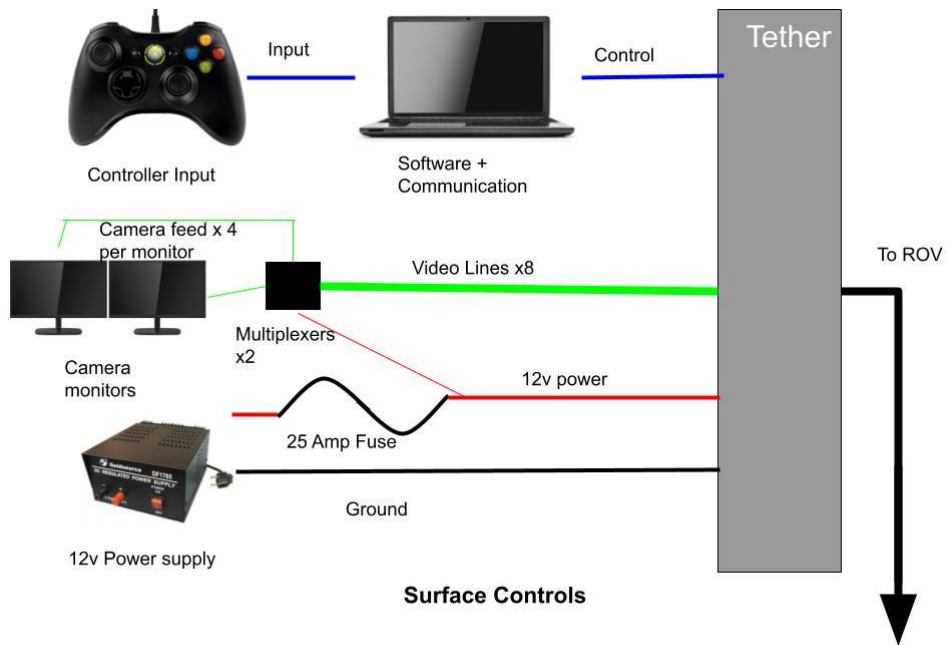 Tether
Input
Control
Controller Input
Software +
Communication
Camera feed x 4
per monitor
Video Lines x8
To ROV
Multiplexers
x2
Camera
monitors
12v power
25 Amp Fuse
Ground
12v Power supply
Surface Controls